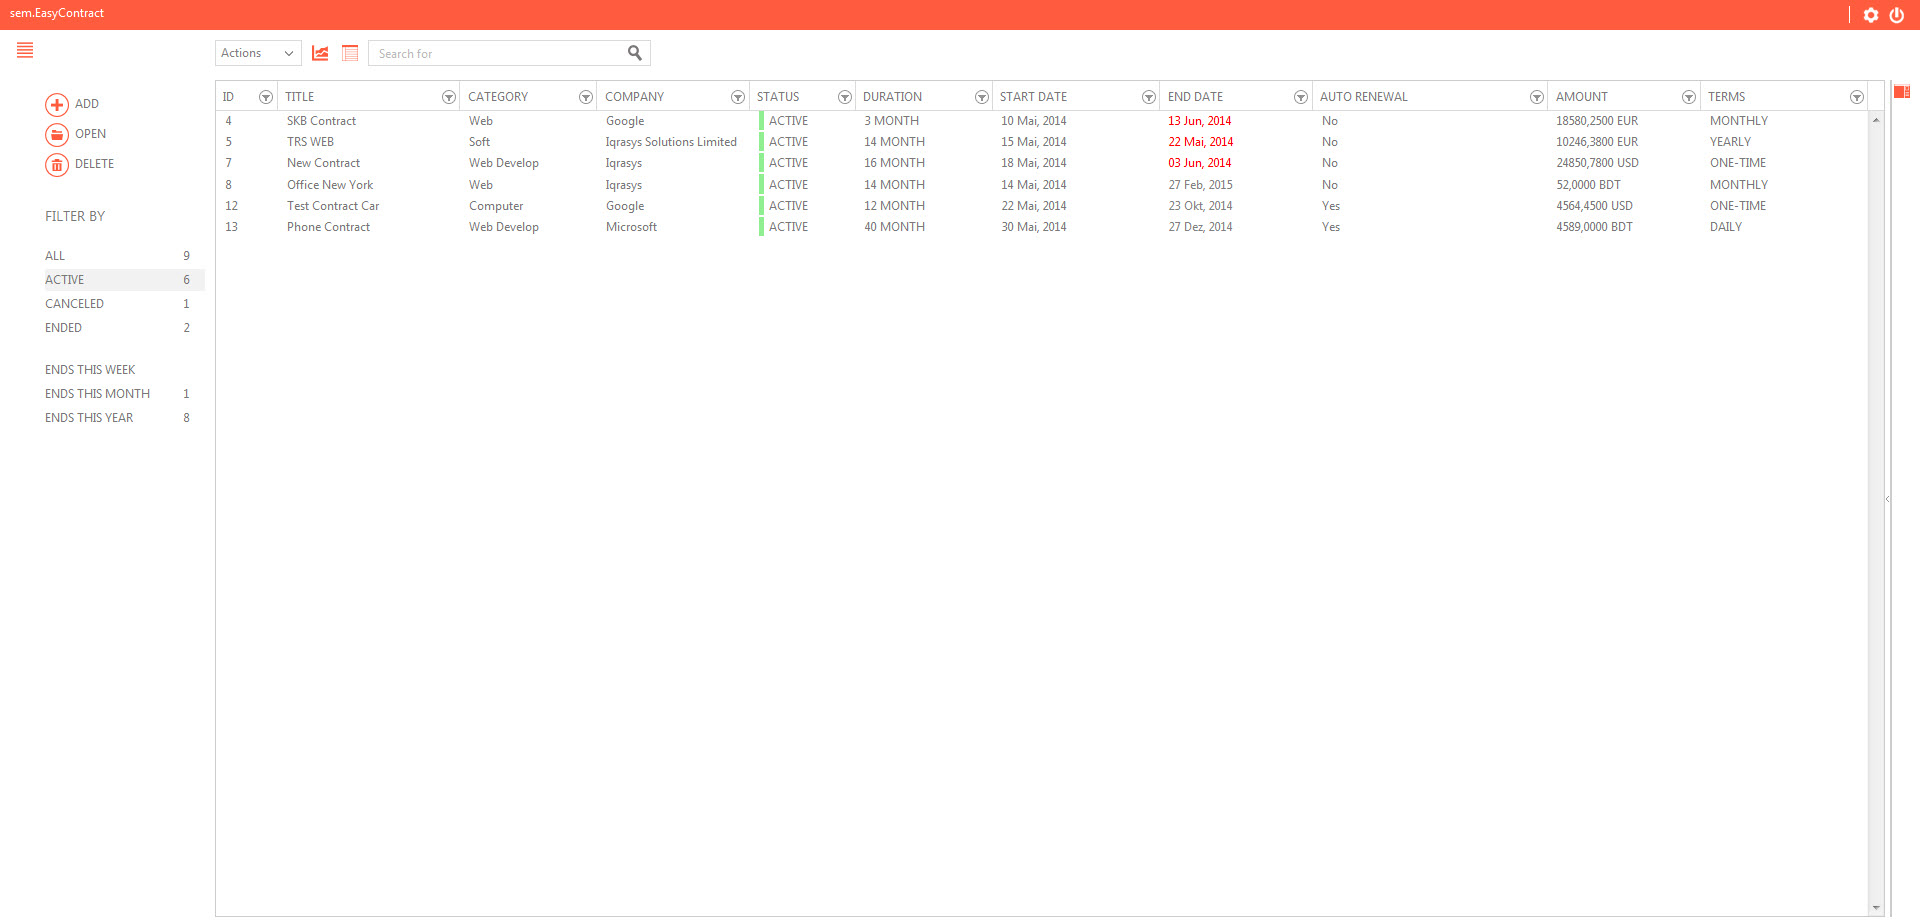 sem.EasyContract
Actions
Search for
ADD
OPEN
DELETE
FILTER BY
ALL 9
ACTIVE 6
CANCELED 1
ENDED 2
ENDS THIS WEEK
ENDS THIS MONTH 1
ENDS THIS YEAR 8
ID TITLE CATEGORY COMPANY STATUS DURATION START DATE END DATE AUTO RENEWAL AMOUNT TERMS
4 SKB Contract Web Google ACTIVE 3 MONTH 10 Mai, 2014 13 Jun, 2014 No 18580,2500 EUR MONTHLY
5 TRS WEB Soft Iqrasys Solutions Limited ACTIVE 14 MONTH 15 Mai, 2014 22 Mai, 2014 No 10246,3800 EUR YEARLY
7 New Contract Web Develop Iqrasys ACTIVE 16 MONTH 18 Mai, 2014 03 Jun, 2014 No 24850,7800 USD ONE-TIME
8 Office New York Web Iqrasys ACTIVE 14 MONTH 14 Mai, 2014 27 Feb, 2015 No 52,0000 BDT MONTHLY
12 Test Contract Car Computer Google ACTIVE 12 MONTH 22 Mai, 2014 23 Okt, 2014 Yes 4564,4500 USD ONE-TIME
13 Phone Contract Web Develop Microsoft ACTIVE 40 MONTH 30 Mai, 2014 27 Dez, 2014 Yes 4589,0000 BDT DAILY